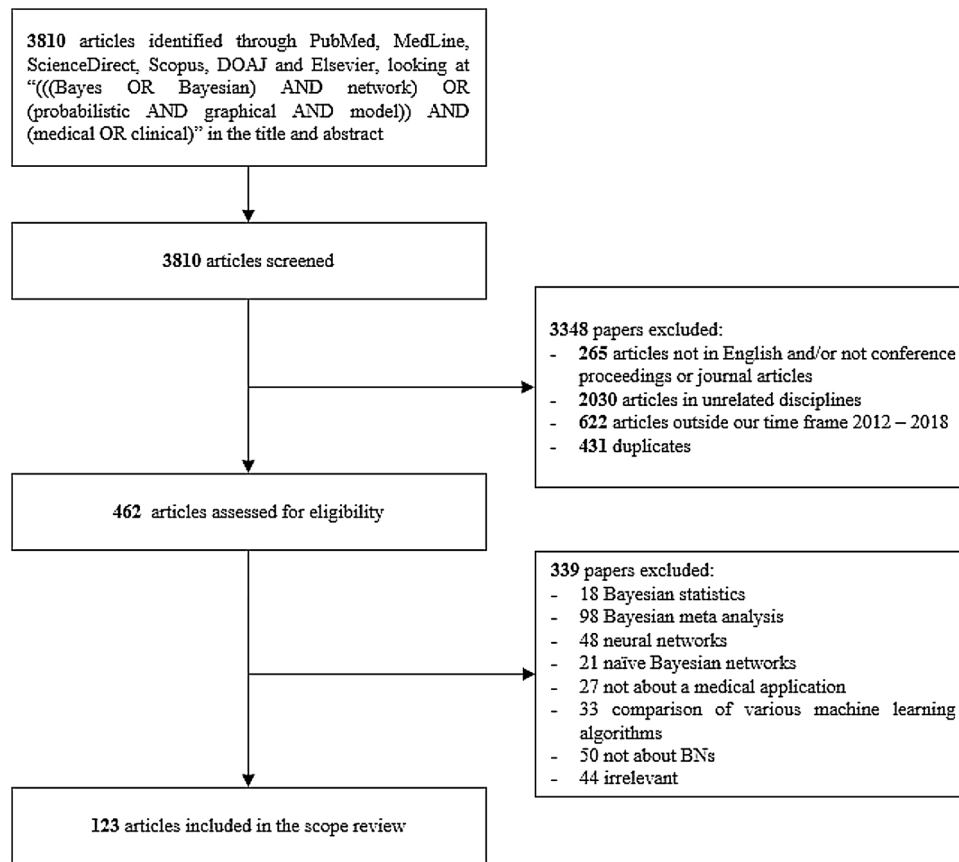 3810 articles identified through PubMed, MedLine,
ScienceDirect, Scopus, DOAJ and Elsevier, looking at
“(((Bayes OR Bayesian) AND network) OR
(probabilistic AND graphical AND model)) AND
(medical OR clinical)” in the title and abstract
3810 articles screened
3348 papers excluded:
- 265 articles not in English and/or not conference
proceedings or journal articles
- 2030 articles in unrelated disciplines
- 622 articles outside our time frame 2012 – 2018
- 431 duplicates
462 articles assessed for eligibility
339 papers excluded:
- 18 Bayesian statistics
- 98 Bayesian meta analysis
- 48 neural networks
- 21 naïve Bayesian networks
- 27 not about a medical application
- 33 comparison of various machine learning
algorithms
- 50 not about BNs
- 44 irrelevant
123 articles included in the scope review